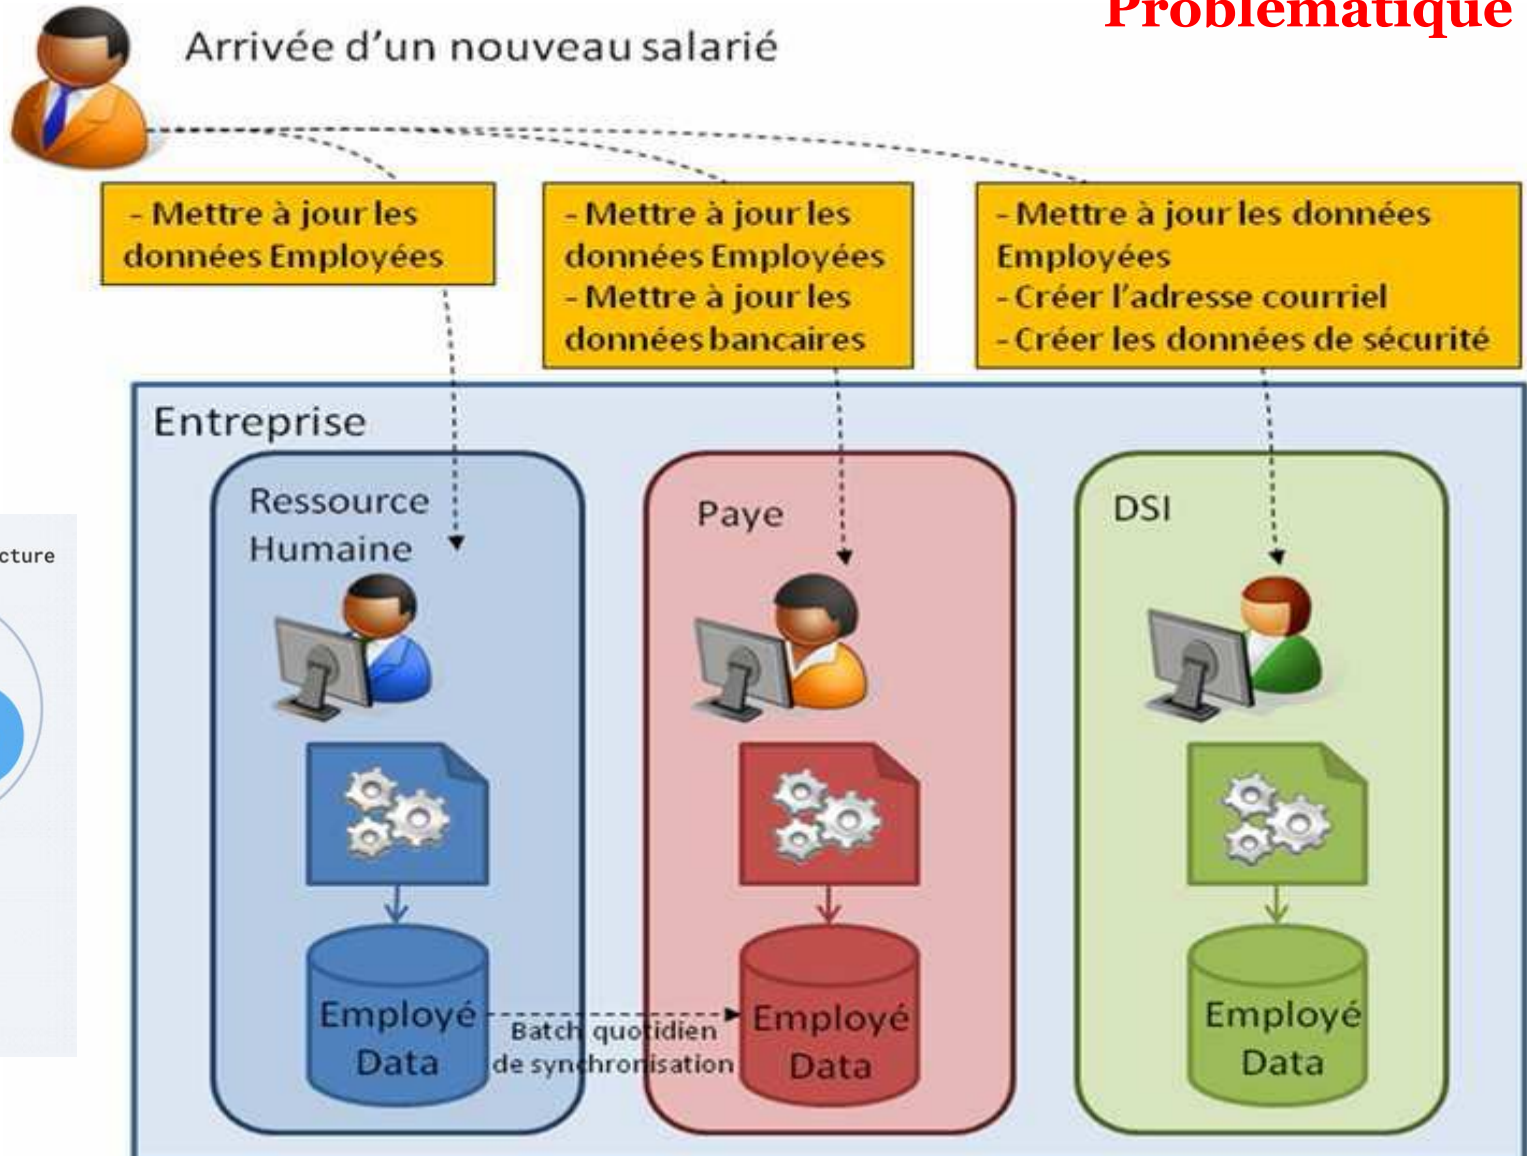 Problématique
Arrivée d'un nouveau salarié
- Mettre à jour les
données Employées
- Mettre à jour les
données Employées
- Mettre à jour les
données bancaires
- Mettre à jour les données
Employées
- Créer l'adresse courriel
- Créer les données de sécurité
Entreprise
Ressource
Humaine
Paye
DSI
cture
Employé
Data
Batch quotidien
de synchronisation
Employé
Data
Employé
Data